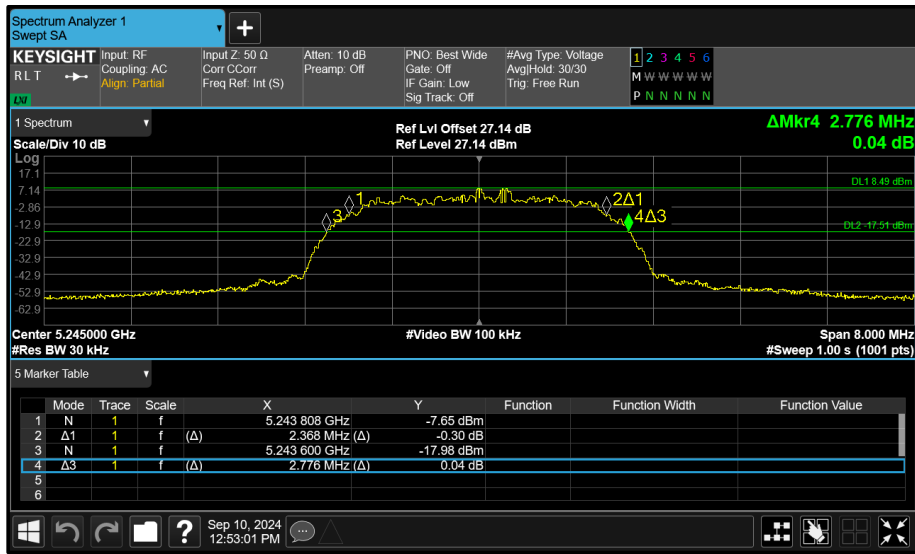 Spectrum Analyzer 1
Swept SA
KEYSIGHT
RLT
LXI
Input: RF
Coupling: AC
Align: Partial
Input Z: 50 Ω
Corr CCorr
Freq Ref: Int (S)
Atten: 10 dB
Preamp: Off
PNO: Best Wide
Gate: Off
IF Gain: Low
Sig Track: Off
#Avg Type: Voltage
Avg|Hold: 30/30
Trig: Free Run
1 2 3 4 5 6
M W W W W W
P N N N N N
1 Spectrum
Ref Lvl Offset 27.14 dB
ΔMkr4 2.776 MHz
Scale/Div 10 dB
Ref Level 27.14 dBm
0.04 dB
Log
17.1
7.14
DL1 8.49 dBm
-2.86
1
2Δ1
-12.9
3
4Δ3
DL2 -17.51 dBm
-22.9
-32.9
-42.9
-52.9
-62.9
Center 5.245000 GHz
#Video BW 100 kHz
Span 8.000 MHz
#Res BW 30 kHz
#Sweep 1.00 s (1001 pts)
5 Marker Table
Mode Trace Scale X Y Function Function Width Function Value
1 N 1 f 5.243 808 GHz -7.65 dBm
2 Δ1 1 f (Δ) 2.368 MHz (Δ) -0.30 dB
3 N 1 f 5.243 600 GHz -17.98 dBm
4 Δ3 1 f (Δ) 2.776 MHz (Δ) 0.04 dB
5
6
Sep 10, 2024
12:53:01 PM